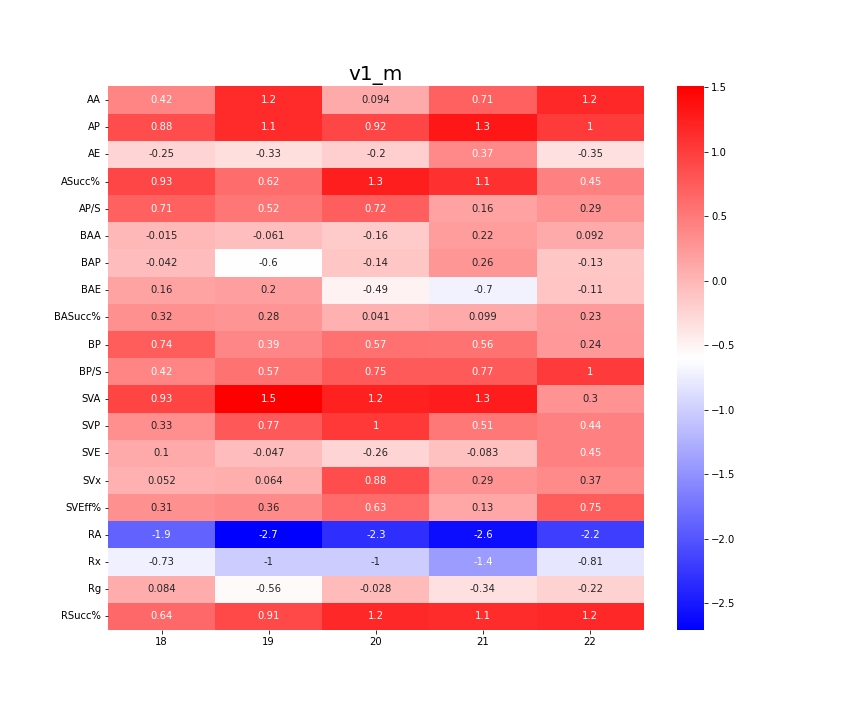 v1_m
AA 0.42 1.2 0.094 0.71 1.2
AP 0.88 1.1 0.92 1.3 1
AE -0.25 -0.33 -0.2 0.37 -0.35
ASucc% 0.93 0.62 1.3 1.1 0.45
AP/S 0.71 0.52 0.72 0.16 0.29
BAA -0.015 -0.061 -0.16 0.22 0.092
BAP -0.042 -0.6 -0.14 0.26 -0.13
BAE 0.16 0.2 -0.49 -0.7 -0.11
BASucc% 0.32 0.28 0.041 0.099 0.23
BP 0.74 0.39 0.57 0.56 0.24
BP/S 0.42 0.57 0.75 0.77 1
SVA 0.93 1.5 1.2 1.3 0.3
SVP 0.33 0.77 1 0.51 0.44
SVE 0.1 -0.047 -0.26 -0.083 0.45
SVx 0.052 0.064 0.88 0.29 0.37
SVEff% 0.31 0.36 0.63 0.13 0.75
RA -1.9 -2.7 -2.3 -2.6 -2.2
Rx -0.73 -1 -1 -1.4 -0.81
Rg 0.084 -0.56 -0.028 -0.34 -0.22
RSucc% 0.64 0.91 1.2 1.1 1.2
18 19 20 21 22
1.5
1.0
0.5
0.0
−0.5
−1.0
−1.5
−2.0
−2.5